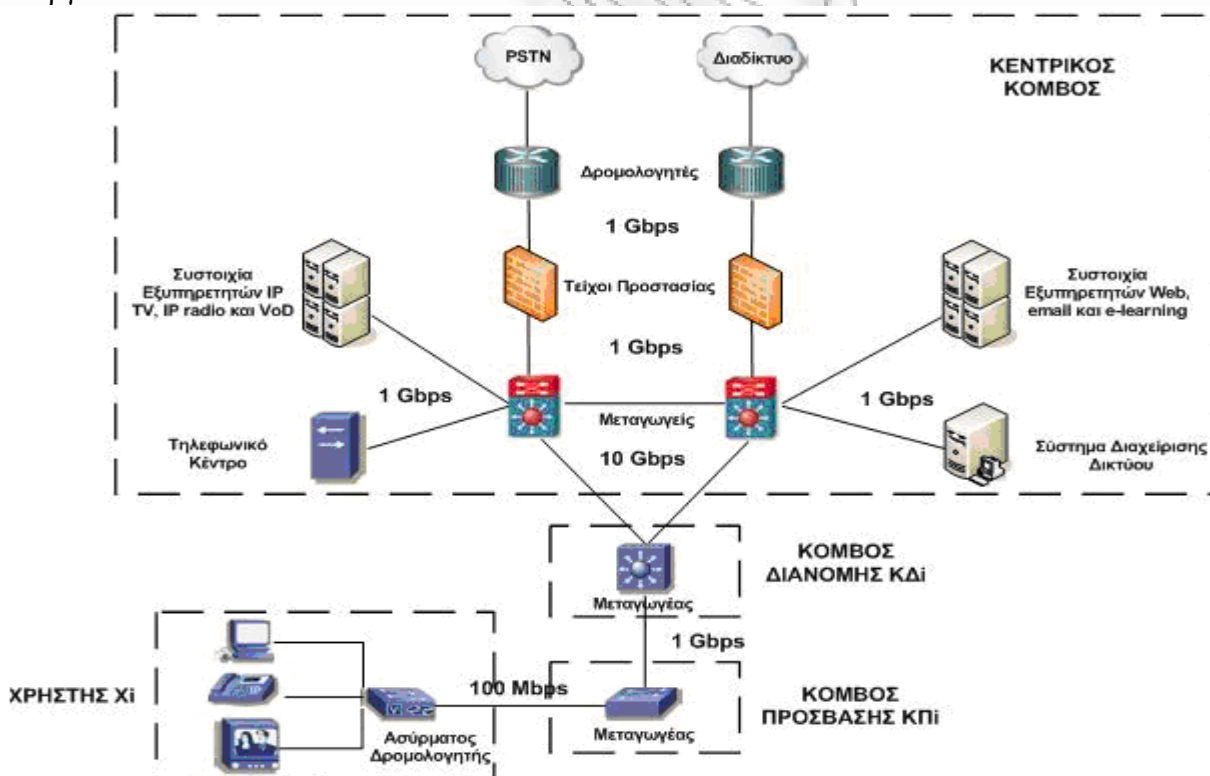 PSTN
Διαδίκτυο
ΚΕΝΤΡΙΚΟΣ
ΚΟΜΒΟΣ
Δρομολογητές
1 Gbps
Συστοιχία
Εξυπηρετητών IP
TV, IP radio και VoD
Τείχοι Προστασίας
Συστοιχία
Εξυπηρετητών Web,
email και e-learning
1 Gbps
1 Gbps
Μεταγωγείς
1 Gbps
Τηλεφωνικό
Κέντρο
10 Gbps
Σύστημα Διαχείρισης
Δικτύου
ΚΟΜΒΟΣ
ΔΙΑΝΟΜΗΣ ΚΔi
Μεταγωγέας
1 Gbps
ΧΡΗΣΤΗΣ Χi
100 Mbps
ΚΟΜΒΟΣ
ΠΡΟΣΒΑΣΗΣ ΚΠi
Μεταγωγέας
Ασύρματος
Δρομολογητής